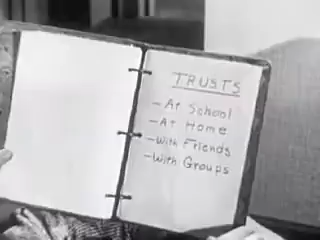 TRUSTS
-At School
-At Home
-With Friends
-With Groups